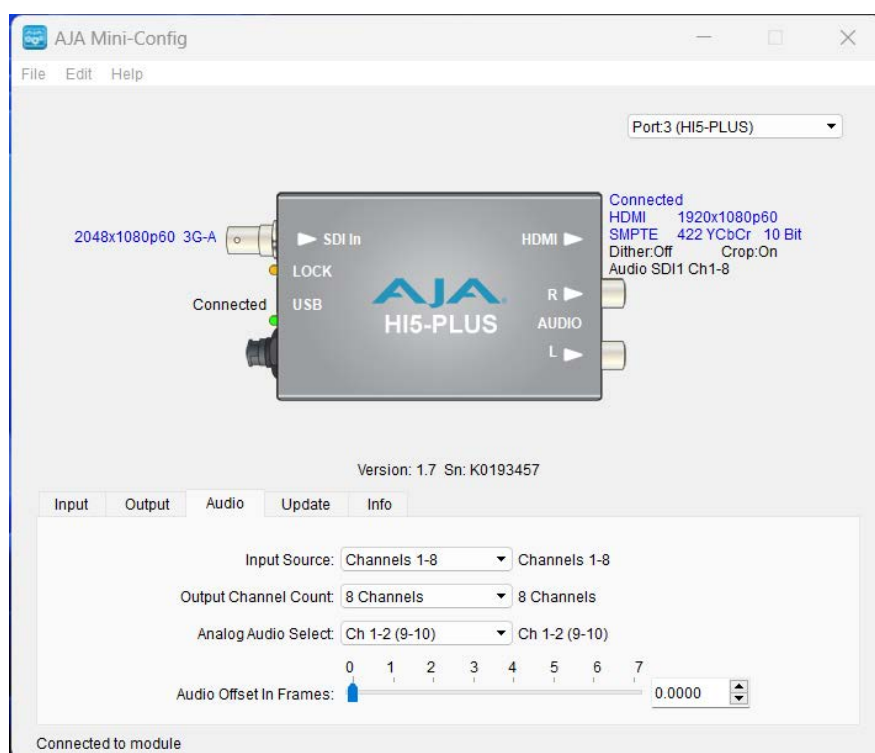 AJA Mini-Config
File Edit Help
Port:3 (HI5-PLUS)
2048x1080p60 3G-A
SDI In
LOCK
Connected
USB
AJA
HI5-PLUS
HDMI
R
AUDIO
L
Connected
HDMI 1920x1080p60
SMPTE 422 YCbCr 10 Bit
Dither:Off Crop:On
Audio SDI1 Ch1-8
Version: 1.7 Sn: K0193457
Input Output Audio Update Info
Input Source: Channels 1-8 Channels 1-8
Output Channel Count: 8 Channels 8 Channels
Analog Audio Select: Ch 1-2 (9-10) Ch 1-2 (9-10)
0 1 2 3 4 5 6 7
Audio Offset In Frames: 0.0000
Connected to module